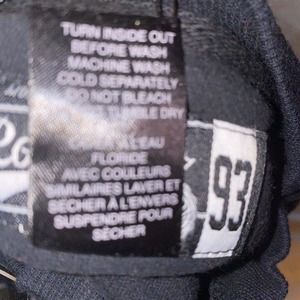 TURN INSIDE OUT
BEFORE WASH
MACHINE WASH
COLD SEPARATELY
DO NOT BLEACH
TUMBLE DRY
À L'EAU
FLORIDE
AVEC COULEURS
SIMILAIRES LAVER ET
SÉCHER À L'ENVERS
SUSPENDRE POUR
SÉCHER
93